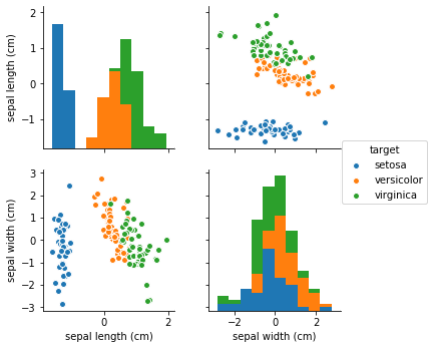 sepal length (cm)
2
1
0
−1
target
setosa
versicolor
virginica
sepal width (cm)
3
2
1
0
−1
−2
−3
0
2
sepal length (cm)
−2
0
2
sepal width (cm)